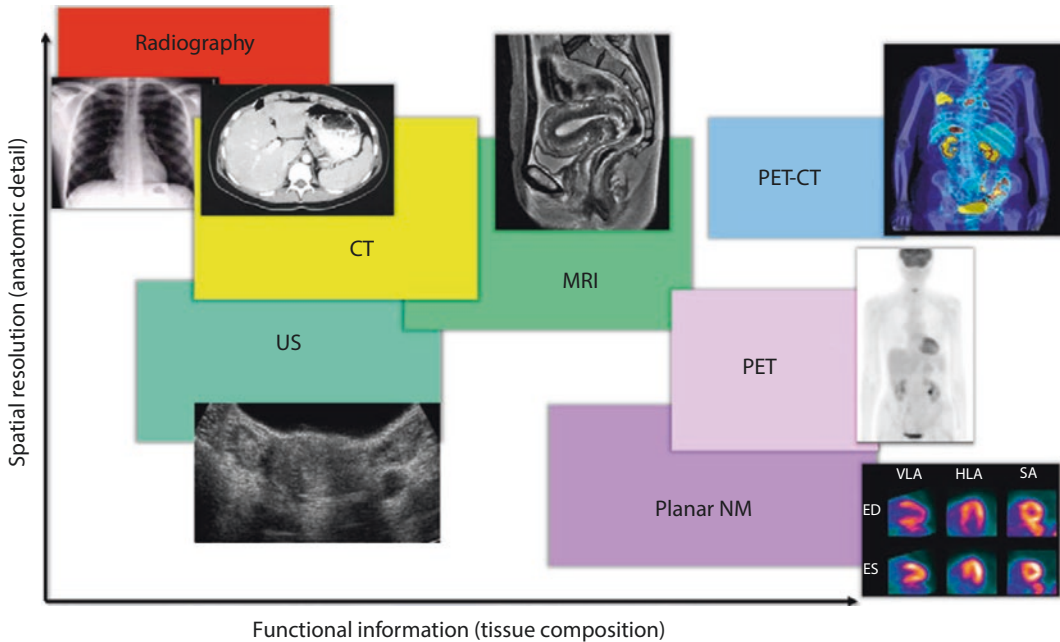 Radiography
CT
MRI
PET-CT
US
PET
Planar NM
VLA HLA SA
ED
ES
Spatial resolution (anatomic detail)
Functional information (tissue composition)